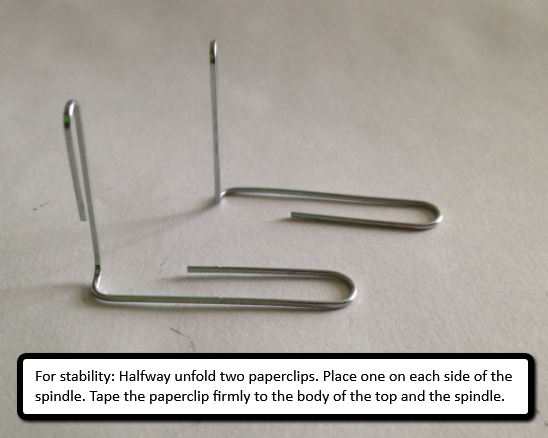 For stability: Halfway unfold two paperclips. Place one on each side of the
spindle. Tape the paperclip firmly to the body of the top and the spindle.